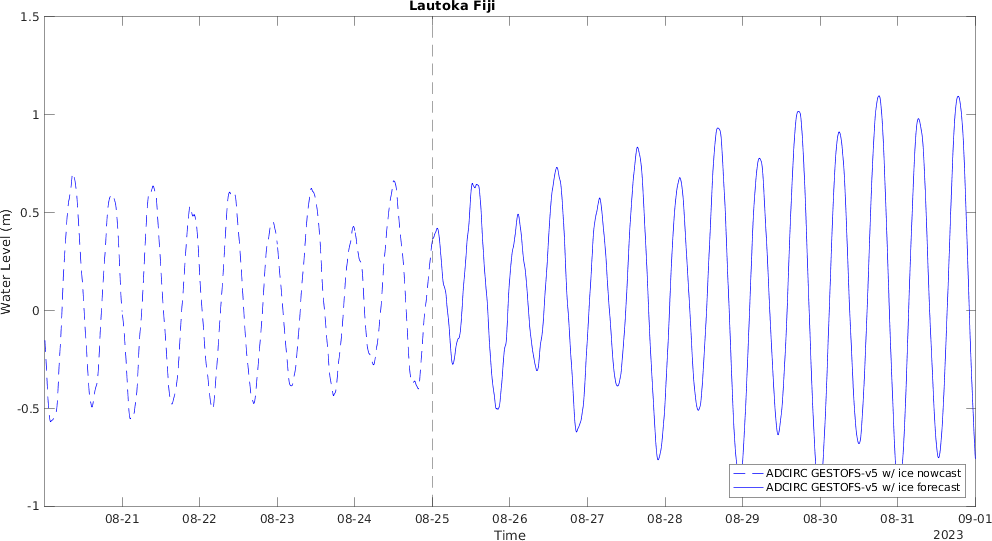 Lautoka Fiji
1.5
1
0.5
0
-0.5
-1
Water Level (m)
ADCIRC GESTOFS-v5 w/ ice nowcast
ADCIRC GESTOFS-v5 w/ ice forecast
08-21 08-22 08-23 08-24 08-25 08-26 08-27 08-28 08-29 08-30 08-31 09-01
Time
2023